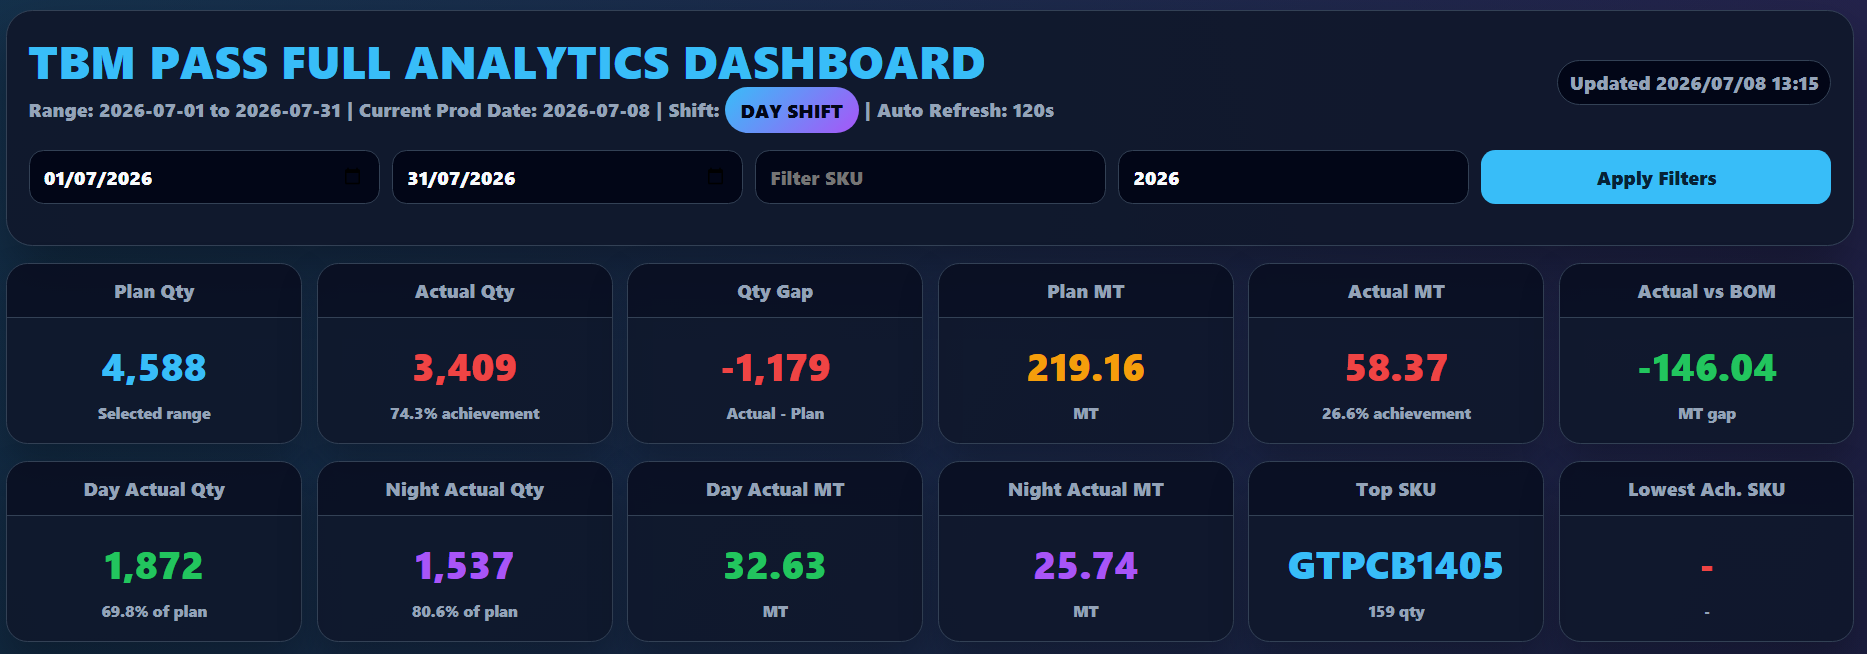 TBM PASS FULL ANALYTICS DASHBOARD
Updated 2026/07/08 13:15
Range: 2026-07-01 to 2026-07-31 | Current Prod Date: 2026-07-08 | Shift: DAY SHIFT | Auto Refresh: 120s
01/07/2026 31/07/2026 Filter SKU 2026 Apply Filters
Plan Qty Actual Qty Qty Gap Plan MT Actual MT Actual vs BOM
4,588 3,409 -1,179 219.16 58.37 -146.04
Selected range 74.3% achievement Actual - Plan MT 26.6% achievement MT gap
Day Actual Qty Night Actual Qty Day Actual MT Night Actual MT Top SKU Lowest Ach. SKU
1,872 1,537 32.63 25.74 GTPCB1405 -
69.8% of plan 80.6% of plan MT MT 159 qty -